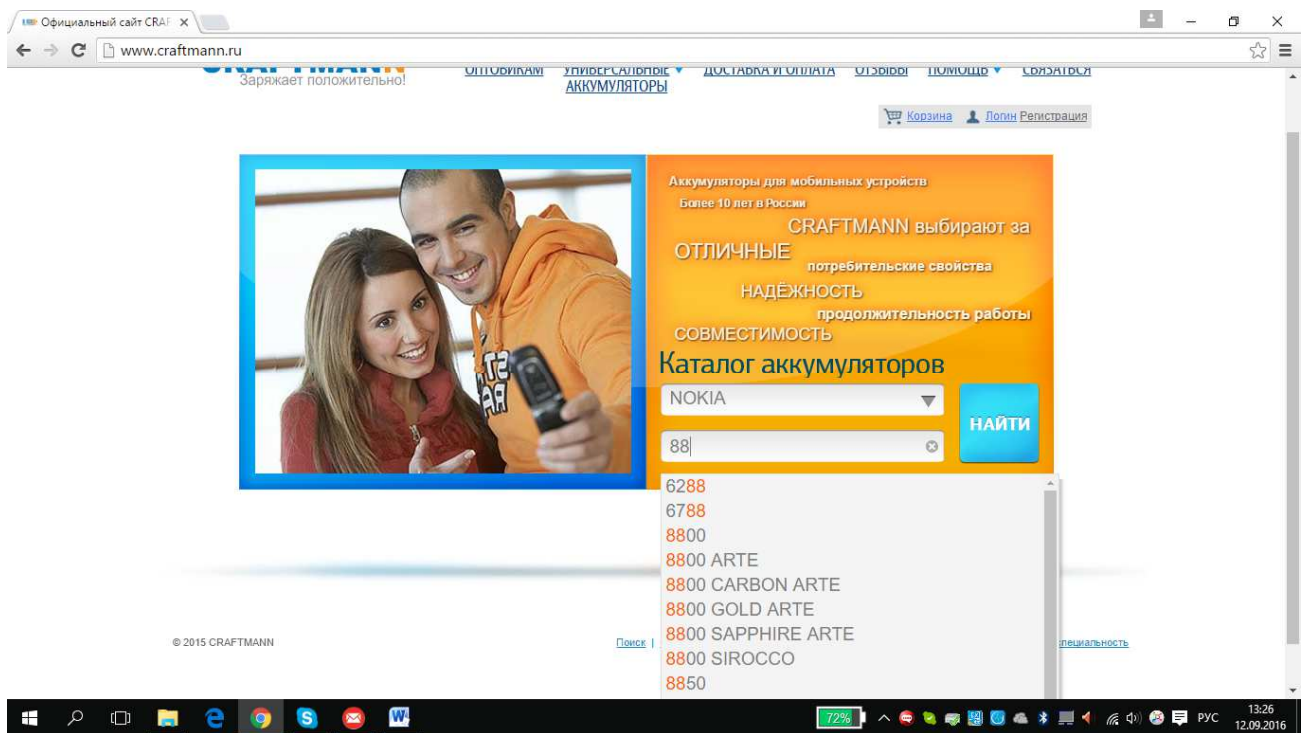 Официальный сайт CRAF
www.craftmann.ru
CRAFTMANN
Заряжает положительно!
ОПТОВИКАМ УНИВЕРСАЛЬНЫЕ ДОСТАВКА И ОПЛАТА ОТЗЫВЫ ПОМОЩЬ СВЯЗАТЬСЯ
АККУМУЛЯТОРЫ
Корзина Логин Регистрация
Аккумуляторы для мобильных устройств
Более 10 лет в России
CRAFTMANN выбирают за
ОТЛИЧНЫЕ
потребительские свойства
НАДЁЖНОСТЬ
продолжительность работы
СОВМЕСТИМОСТЬ
Каталог аккумуляторов
NOKIA
НАЙТИ
88
6288
6788
8800
8800 ARTE
8800 CARBON ARTE
8800 GOLD ARTE
8800 SAPPHIRE ARTE
8800 SIROCCO
8850
© 2015 CRAFTMANN
Поиск |
72%
РУС
13:26
12.09.2016